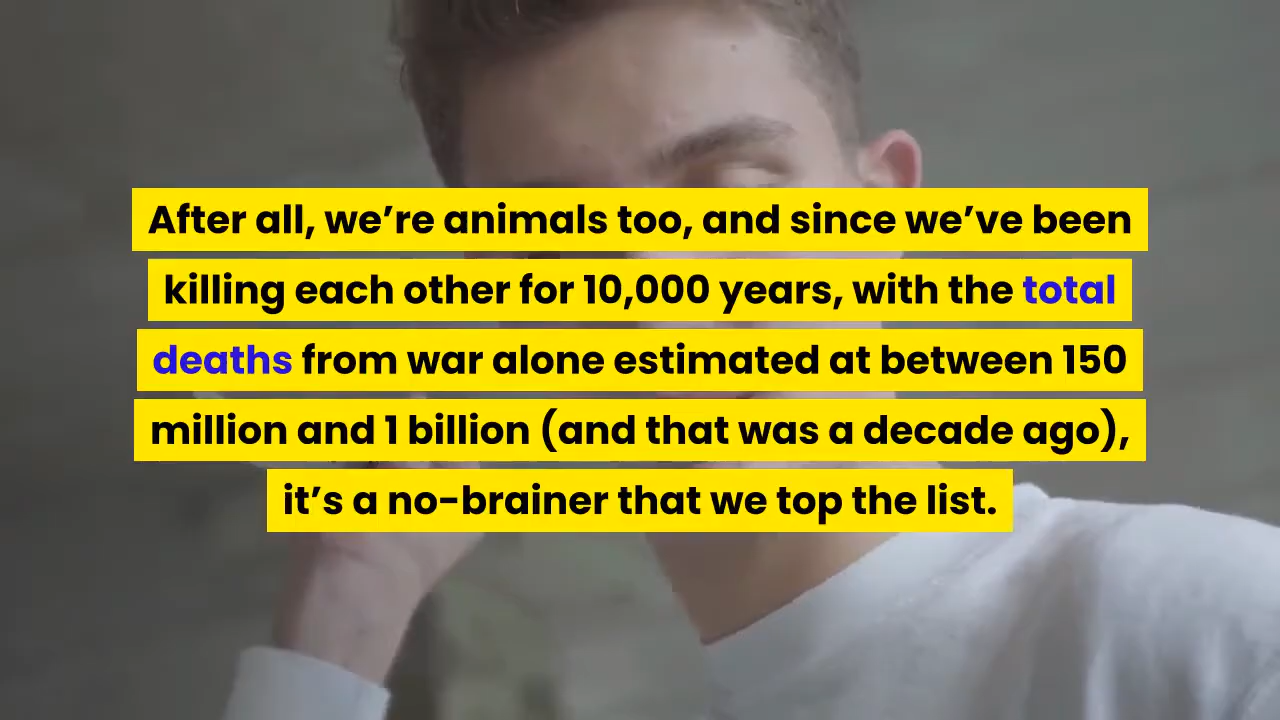 After all, we’re animals too, and since we’ve been
killing each other for 10,000 years, with the total
deaths from war alone estimated at between 150
million and 1 billion (and that was a decade ago),
it’s a no-brainer that we top the list.